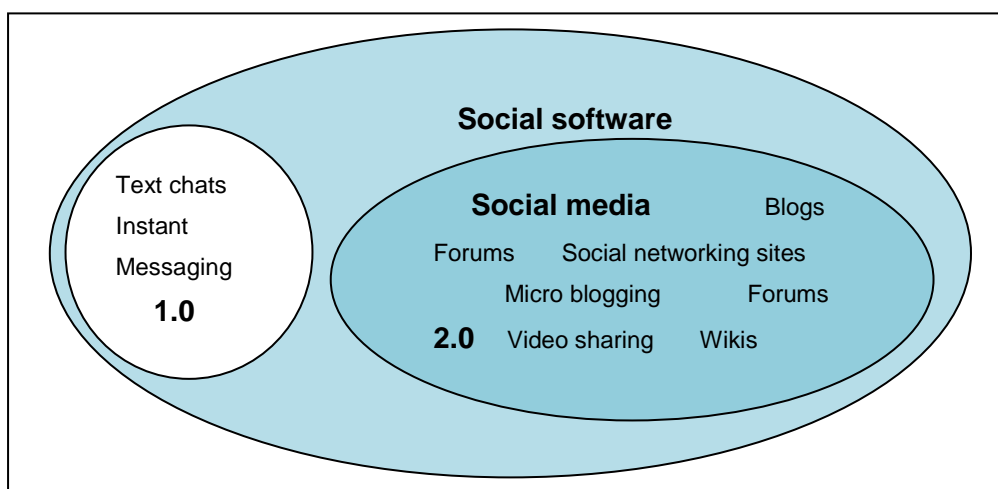 Social software
Text chats
Instant
Messaging
1.0
Social media
Blogs
Forums
Social networking sites
Micro blogging
Forums
2.0
Video sharing
Wikis